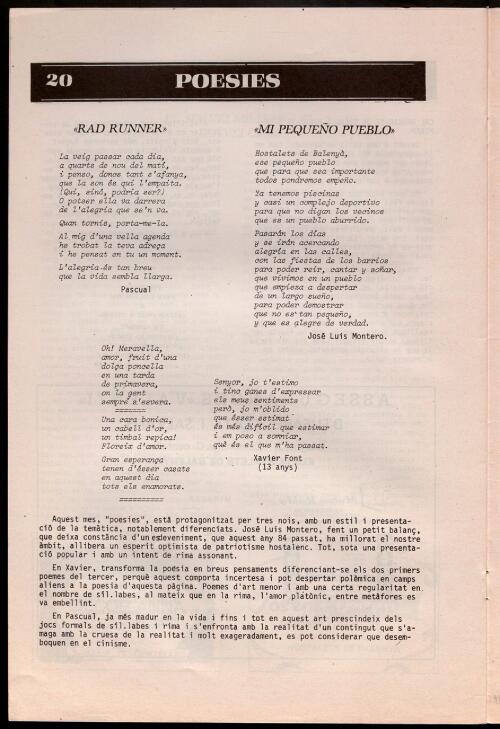 20
POESIES
«RAD RUNNER»
La veig passar cada dia,
a quarts de nou del matí,
i penso, doncs tant s'afanya,
que la son és qui l'empaita.
!Qui, sinó, podria ser?)
O potser ella va darrera
de l'alegria que se'n va.
Quan tornis, porta-me-la.
Al mig d'una vella agenda
he trobat la teva adreça
i he pensat en tu un moment.
L'alegria és tan breu
que la vida sembla llarga.
Pascual
«MI PEQUEÑO PUEBLO»
Hostalets de Balenyà,
ese pequeño pueblo
que para que sea importante
todos pondremos empeño.
Ya tenemos piscinas
y casi un complejo deportivo
para que no digan los vecinos
que es un pueblo aburrido.
Pasarán los días
y se irán acercando
alegría en las calles,
con las fiestas de los barrios
para poder reir, cantar y soñar,
que vivimos en un pueblo
que empieza a despertar
de un largo sueño,
para poder demostrar
que no es tan pequeño,
y que es alegre de verdad.
José Luis Montero.
Oh! Meravella,
amor, fruit d'una
dolça poncella
en una tarda
de primavera,
on la gent
sempre s'esvera.
=======
Una cara bonica,
un cabell d'or,
un timbal repica!
Floreix d'amor.
Gran esperança
tenen d'ésser casats
en aquest dia
tots els enamorats.
==========
Senyor, jo t'estimo
i tinc ganes d'expressar
els meus sentiments
però, jo m'oblido
que ésser estimat
és més difícil que estimar
i em poso a somniar,
què és el que m'ha passat.
Xavier Font
(13 anys)
Aquest mes, "poesies", està protagonitzat per tres nois, amb un estil i presenta-
ció de la temàtica, notablement diferenciats. José Luis Montero, fent un petit balanç,
que deixa constància d'un esdeveniment, que aquest any 84 passat, ha millorat el nostre
àmbit, allibera un esperit optimista de patriotisme hostalenc. Tot, sota una presenta-
ció popular i amb un intent de rima assonant.
En Xavier, transforma la poesia en breus pensaments diferenciant-se els dos primers
poemes del tercer, perquè aquest comporta incertesa i pot despertar polèmica en camps
aliens a la poesia d'aquesta pàgina. Poemes d'art menor i amb una certa regularitat en
el nombre de síl.labes, al mateix que en la rima, l'amor platònic, entre metàfores es
va embellint.
En Pascual, ja més madur en la vida i fins i tot en aquest art prescindeix dels
jocs formals de síl.labes i rima i s'enfronta amb la realitat d'un contingut que s'a-
maga amb la cruesa de la realitat i molt exageradament, es pot considerar que desem-
boquen en el cinisme.